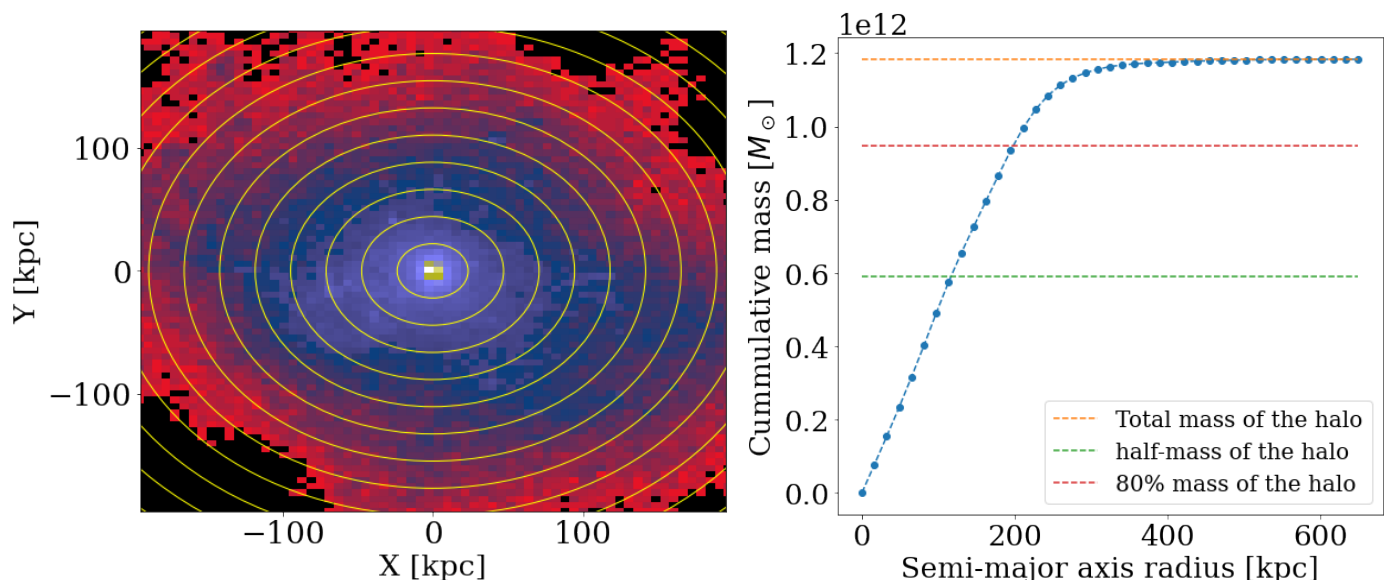 Y [kpc]
100
0
−100
−100
0
100
X [kpc]
1e12
Cummulative mass [M⊙]
1.2
1.0
0.8
0.6
0.4
0.2
0.0
Total mass of the halo
half-mass of the halo
80% mass of the halo
0
200
400
600
Semi-major axis radius [kpc]